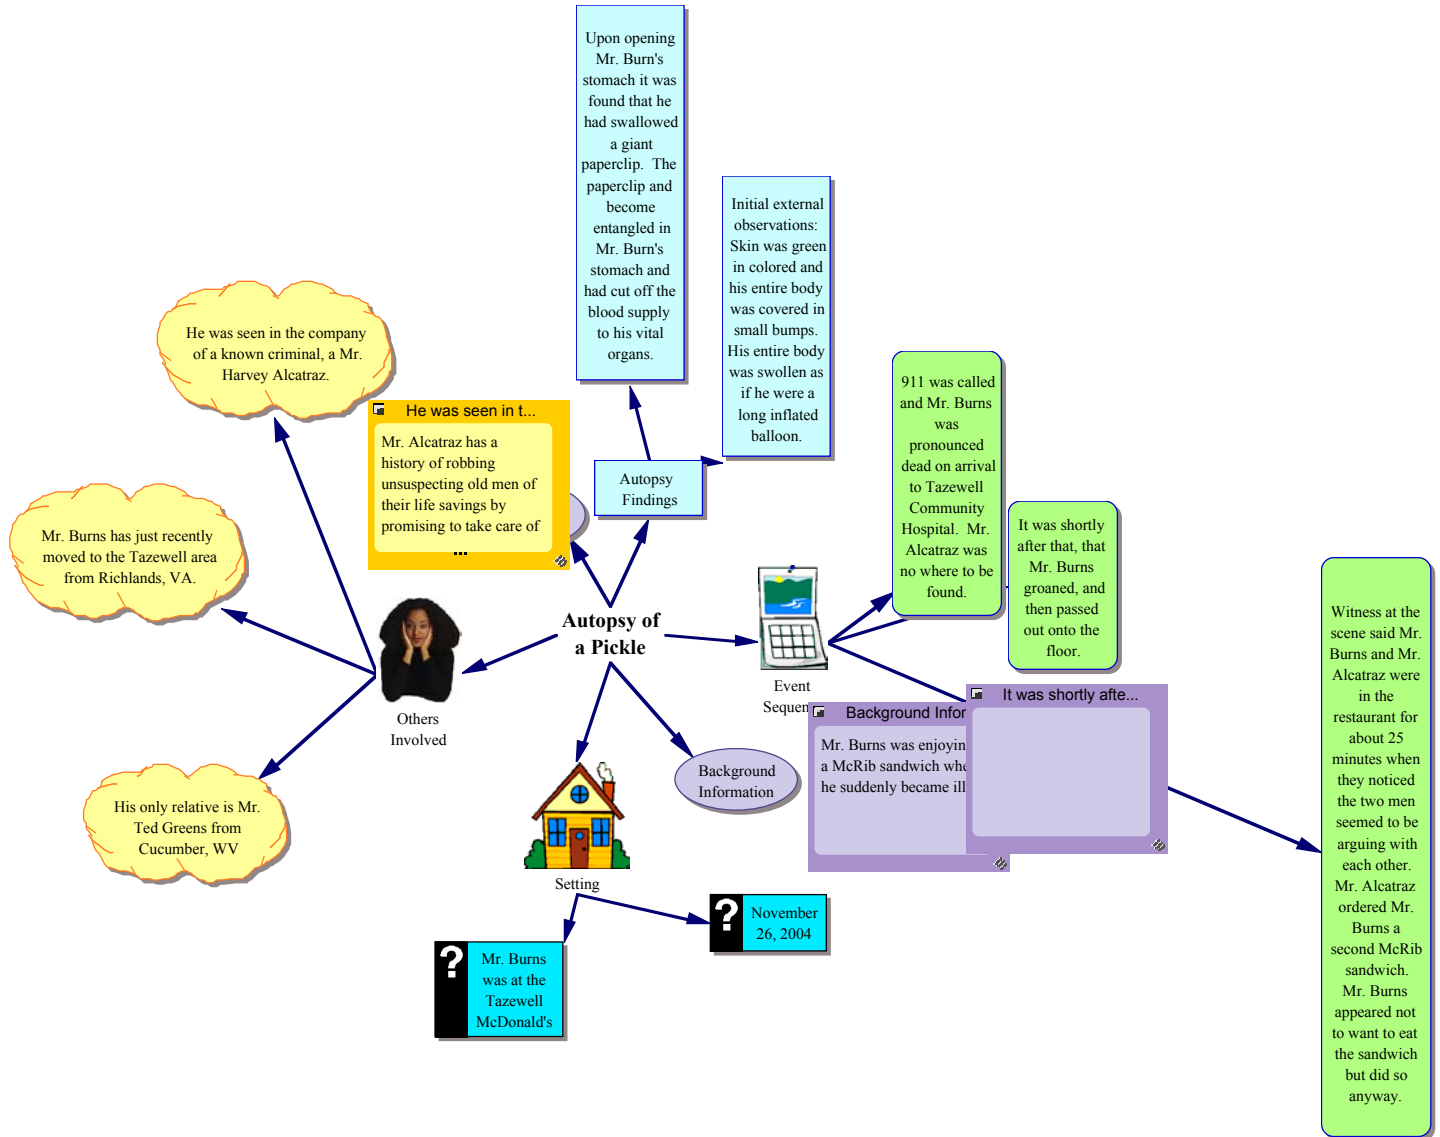 Upon opening
Mr. Burn's
stomach it was
found that he
had swallowed
a giant
paperclip. The
paperclip and
become
entangled in
Mr. Burn's
stomach and
had cut off the
blood supply
to his vital
organs.
Initial external
observations:
Skin was green
in colored and
his entire body
was covered in
small bumps.
His entire body
was swollen as
if he were a
long inflated
balloon.
He was seen in the company
of a known criminal, a Mr.
Harvey Alcatraz.
He was seen in t...
Mr. Alcatraz has a
history of robbing
unsuspecting old men of
their life savings by
promising to take care of
...
Autopsy
Findings
911 was called
and Mr. Burns
was
pronounced
dead on arrival
to Tazewell
Community
Hospital. Mr.
Alcatraz was
no where to be
found.
It was shortly
after that, that
Mr. Burns
groaned, and
then passed
out onto the
floor.
Mr. Burns has just recently
moved to the Tazewell area
from Richlands, VA.
Autopsy of
a Pickle
Others
Involved
Event
Sequen
Background Infor
Mr. Burns was enjoyin
a McRib sandwich whe
he suddenly became ill
It was shortly afte...
Witness at the
scene said Mr.
Burns and Mr.
Alcatraz were
in the
restaurant for
about 25
minutes when
they noticed
the two men
seemed to be
arguing with
each other.
Mr. Alcatraz
ordered Mr.
Burns a
second McRib
sandwich.
Mr. Burns
appeared not
to want to eat
the sandwich
but did so
anyway.
Background
Information
His only relative is Mr.
Ted Greens from
Cucumber, WV
Setting
?
November
26, 2004
?
Mr. Burns
was at the
Tazewell
McDonald's